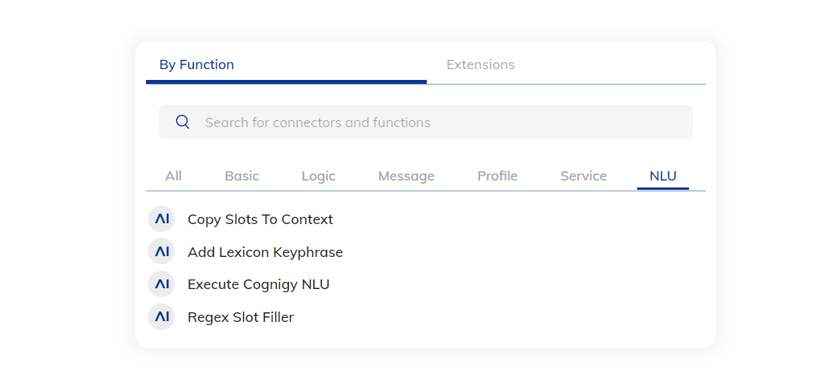 By Function Extensions
Search for connectors and functions
All Basic Logic Message Profile Service NLU
AI Copy Slots To Context
AI Add Lexicon Keyphrase
AI Execute Cognigy NLU
AI Regex Slot Filler